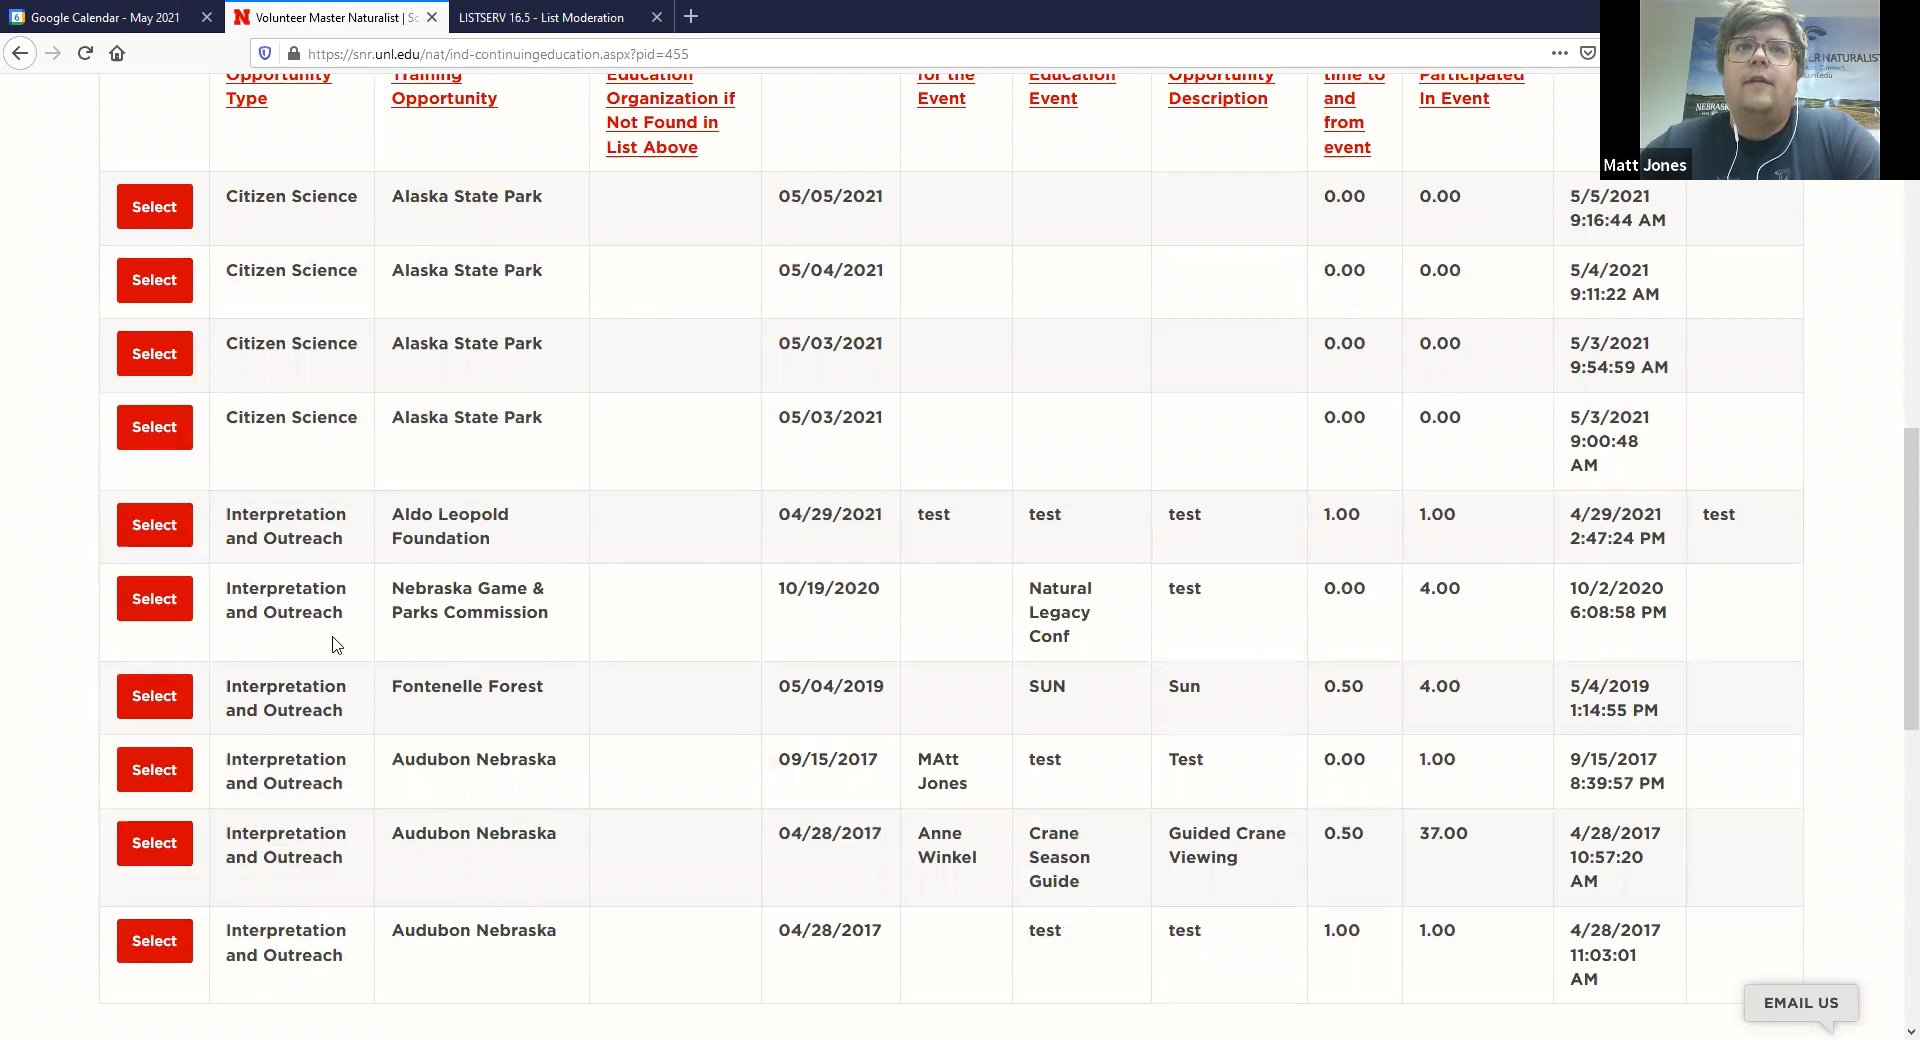 Google Calendar - May 2021
Volunteer Master Naturalist | Sc
LISTSERV 16.5 - List Moderation
https://snr.unl.edu/nat/ind-continuingeducation.aspx?pid=455
Opportunity
Type
Training
Opportunity
Education
Organization if
Not Found in
List Above
for the
Event
Education
Event
Opportunity
Description
time to
and
from
event
Participated
In Event
Select
Citizen Science
Alaska State Park
05/05/2021
0.00
0.00
5/5/2021
9:16:44 AM
Select
Citizen Science
Alaska State Park
05/04/2021
0.00
0.00
5/4/2021
9:11:22 AM
Select
Citizen Science
Alaska State Park
05/03/2021
0.00
0.00
5/3/2021
9:54:59 AM
Select
Citizen Science
Alaska State Park
05/03/2021
0.00
0.00
5/3/2021
9:00:48
AM
Select
Interpretation
and Outreach
Aldo Leopold
Foundation
04/29/2021
test
test
test
1.00
1.00
4/29/2021
2:47:24 PM
test
Select
Interpretation
and Outreach
Nebraska Game &
Parks Commission
10/19/2020
Natural
Legacy
Conf
test
0.00
4.00
10/2/2020
6:08:58 PM
Select
Interpretation
and Outreach
Fontenelle Forest
05/04/2019
SUN
Sun
0.50
4.00
5/4/2019
1:14:55 PM
Select
Interpretation
and Outreach
Audubon Nebraska
09/15/2017
MAtt
Jones
test
Test
0.00
1.00
9/15/2017
8:39:57 PM
Select
Interpretation
and Outreach
Audubon Nebraska
04/28/2017
Anne
Winkel
Crane
Season
Guide
Guided Crane
Viewing
0.50
37.00
4/28/2017
10:57:20
AM
Select
Interpretation
and Outreach
Audubon Nebraska
04/28/2017
test
test
1.00
1.00
4/28/2017
11:03:01
AM
EMAIL US
NATURALIST
unl.edu
Matt Jones